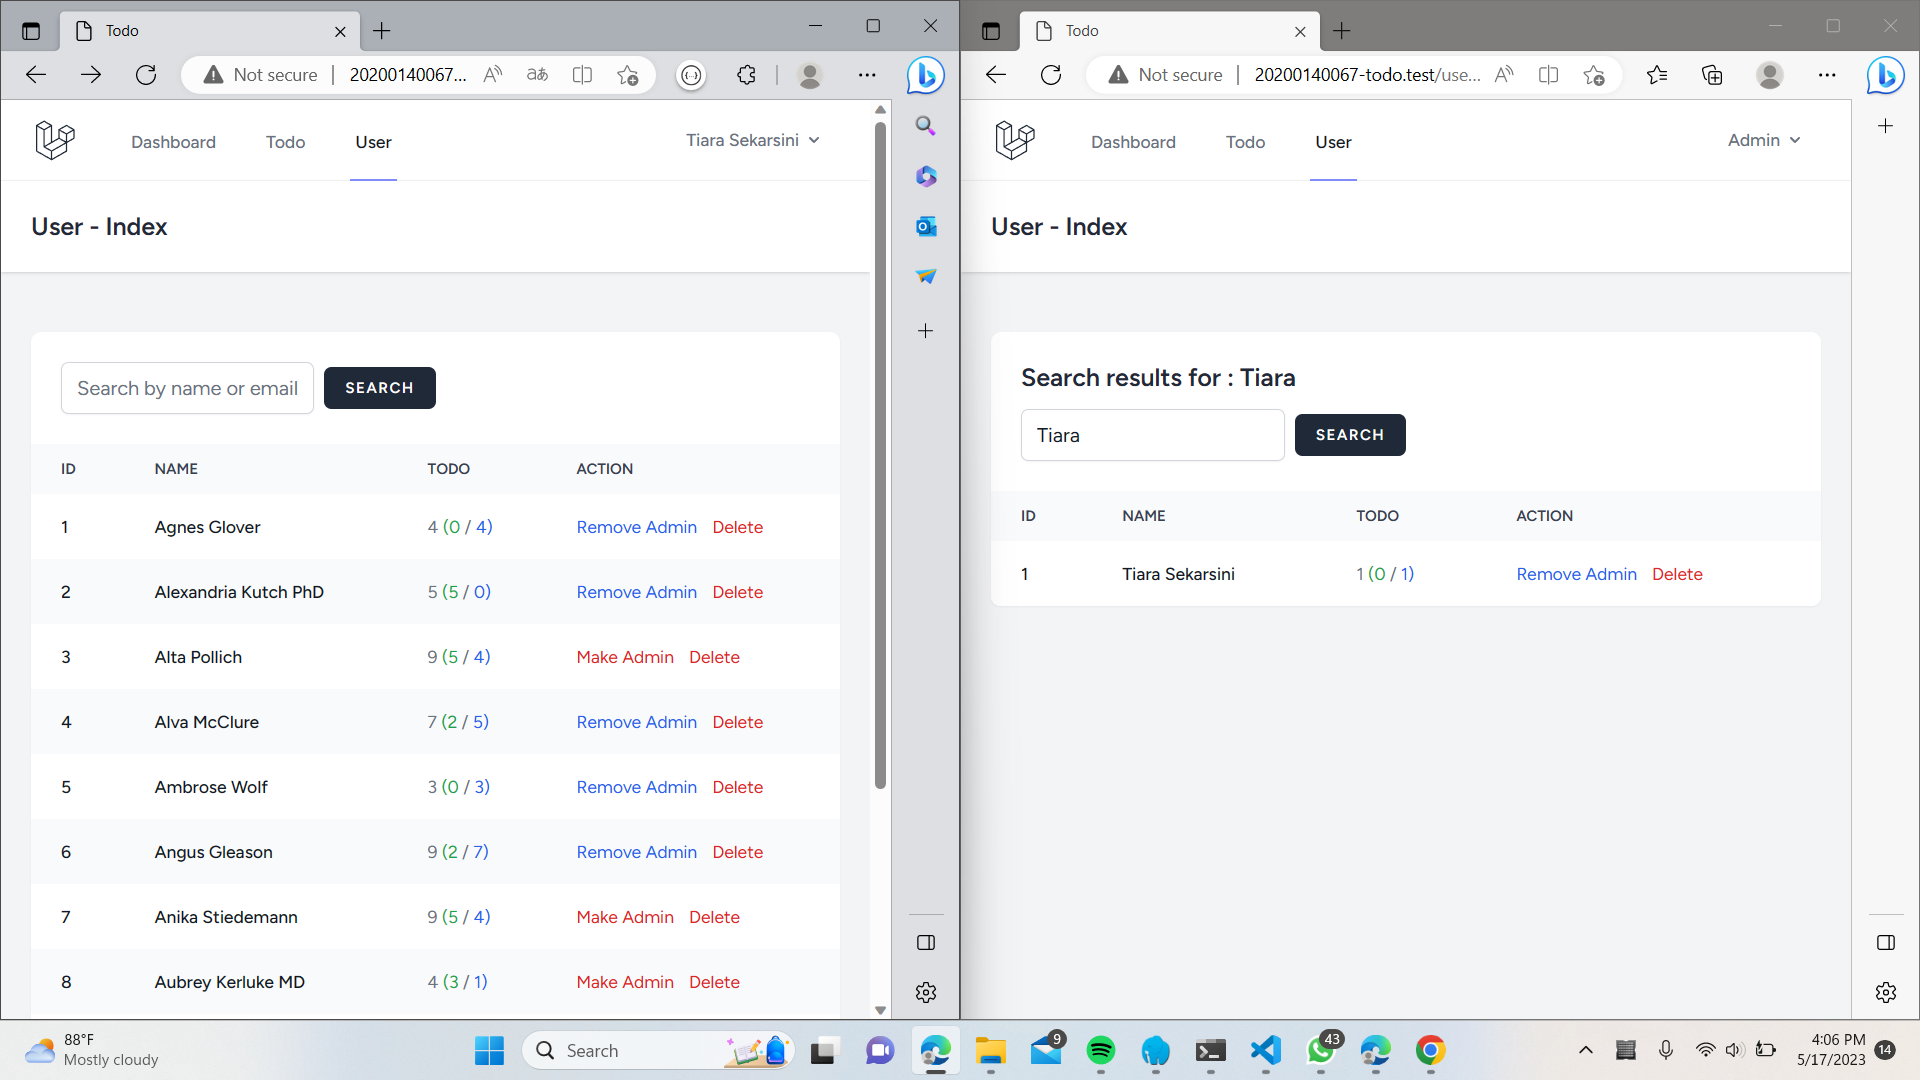 Todo
Not secure
20200140067...
Dashboard
Todo
User
Tiara Sekarsini
User - Index
Search by name or email
SEARCH
ID NAME TODO ACTION
1 Agnes Glover 4 (0 / 4) Remove Admin Delete
2 Alexandria Kutch PhD 5 (5 / 0) Remove Admin Delete
3 Alta Pollich 9 (5 / 4) Make Admin Delete
4 Alva McClure 7 (2 / 5) Remove Admin Delete
5 Ambrose Wolf 3 (0 / 3) Remove Admin Delete
6 Angus Gleason 9 (2 / 7) Remove Admin Delete
7 Anika Stiedemann 9 (5 / 4) Make Admin Delete
8 Aubrey Kerluke MD 4 (3 / 1) Make Admin Delete
Todo
Not secure
20200140067-todo.test/use...
Dashboard
Todo
User
Admin
User - Index
Search results for : Tiara
Tiara
SEARCH
ID NAME TODO ACTION
1 Tiara Sekarsini 1 (0 / 1) Remove Admin Delete
88°F
Mostly cloudy
Search
9
43
4:06 PM
5/17/2023
14